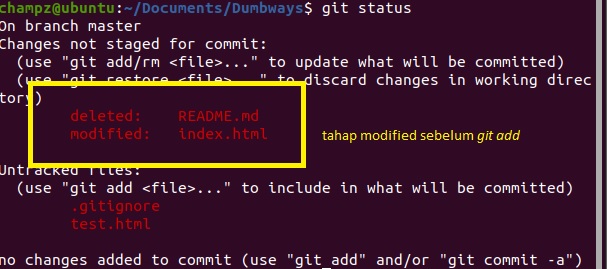 champz@ubuntu:~/Documents/Dumbways$ git status
On branch master
Changes not staged for commit:
  (use "git add/rm <file>..." to update what will be committed)
  (use "git restore <file>..." to discard changes in working direc
tory)
        deleted:    README.md
        modified:   index.html
tahap modified sebelum git add
Untracked files:
  (use "git add <file>..." to include in what will be committed)
        .gitignore
        test.html
no changes added to commit (use "git add" and/or "git commit -a")